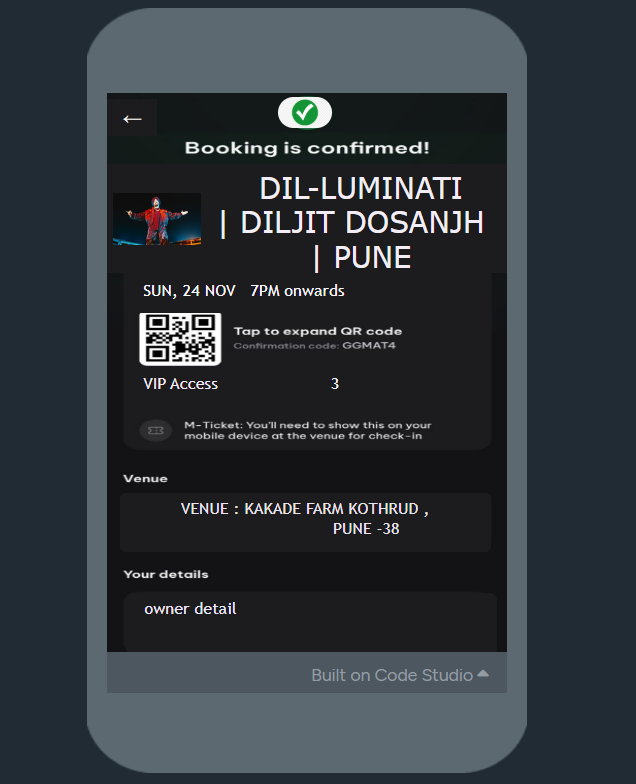 ←
Booking is confirmed!
DIL-LUMINATI
| DILJIT DOSANJH
| PUNE
SUN, 24 NOV 7PM onwards
Tap to expand QR code
Confirmation code: GGMAT4
VIP Access 3
M-Ticket: You'll need to show this on your
mobile device at the venue for check-in
Venue
VENUE : KAKADE FARM KOTHRUD ,
PUNE -38
Your details
owner detail
Built on Code Studio